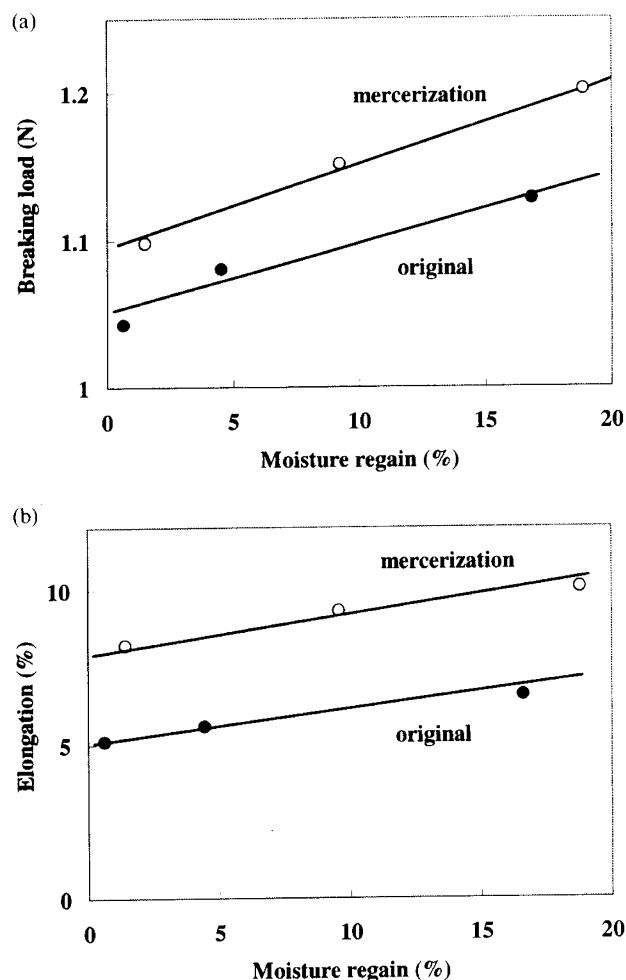 (a)
1.2
mercerization
Breaking load (N)
1.1
original
1
0 5 10 15 20
Moisture regain (%)
(b)
mercerization
10
Elongation (%)
5
original
0
0 5 10 15 20
Moisture regain (%)